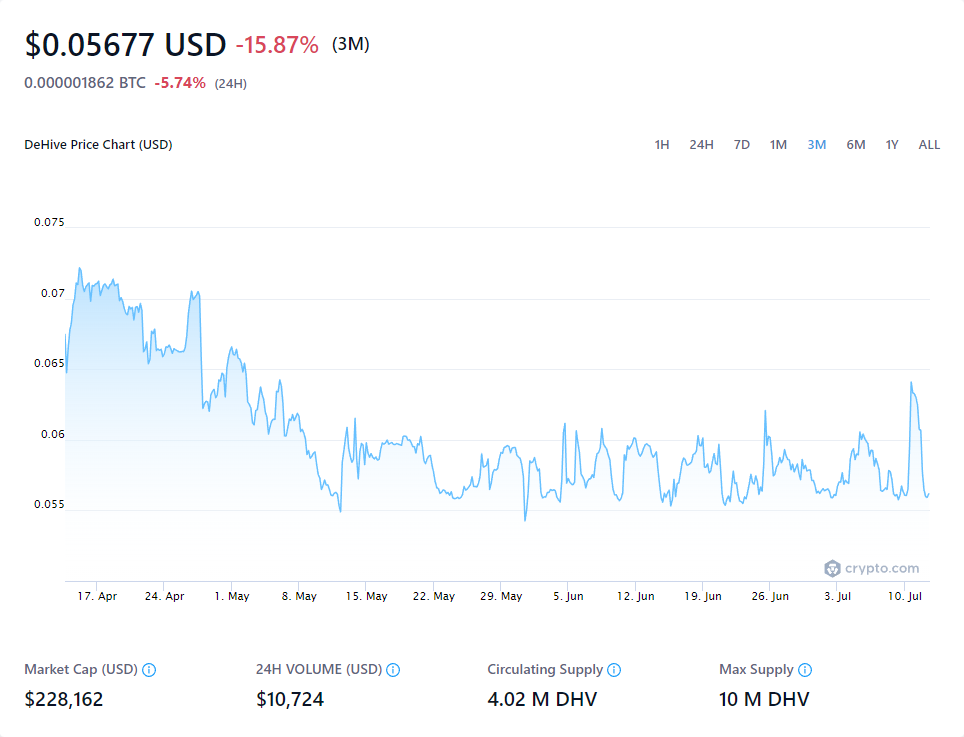 $0.05677 USD -15.87% (3M)
0.000001862 BTC -5.74% (24H)
DeHive Price Chart (USD) 1H 24H 7D 1M 3M 6M 1Y ALL
0.075
0.07
0.065
0.06
0.055
crypto.com
17. Apr 24. Apr 1. May 8. May 15. May 22. May 29. May 5. Jun 12. Jun 19. Jun 26. Jun 3. Jul 10. Jul
Market Cap (USD) 24H VOLUME (USD) Circulating Supply Max Supply
$228,162 $10,724 4.02 M DHV 10 M DHV